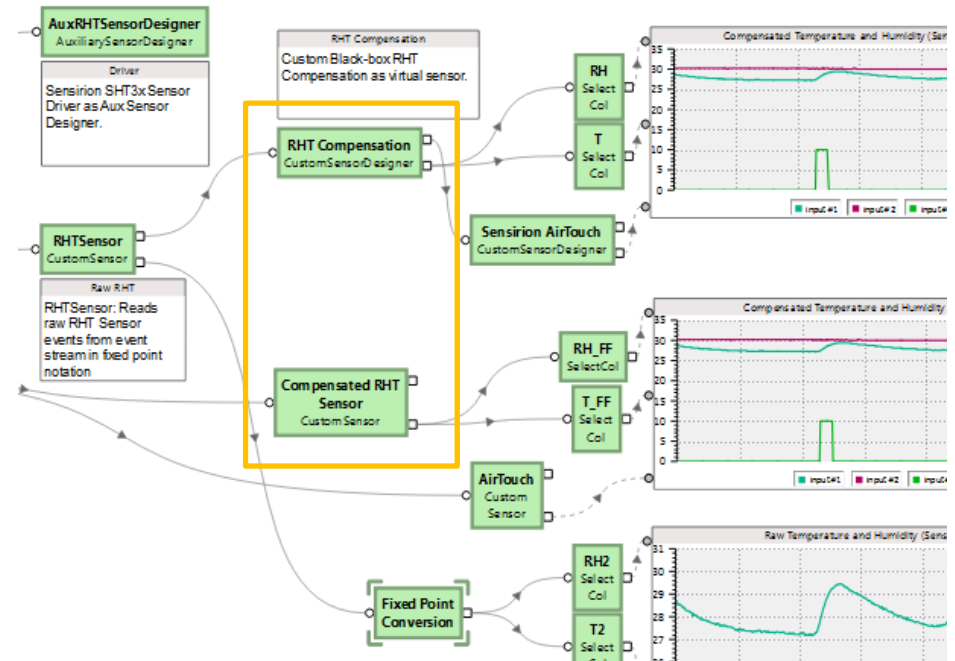 AuxRHTSensorDesigner
AuxiliarySensorDesigner
Driver
Sensirion SHT3x Sensor
Driver as Aux Sensor
Designer.
RHT Compensation
Custom Black-box RHT
Compensation as virtual sensor.
RHT Compensation
CustomSensorDesigner
RH
Select
Col
T
Select
Col
Compensated Temperature and Humidity (Sen
35
30
25
20
15
10
5
0
input#1
input#2
input#
RHTSensor
CustomSensor
Raw RHT
RHTSensor: Reads
raw RHT Sensor
events from event
stream in fixed point
notation
Sensirion AirTouch
CustomSensorDesigner
Compensated RHT
Sensor
CustomSensor
RH_FF
SelectCol
T_FF
Select
Col
Compensated Temperature and Humidity
35
30
25
20
15
10
5
0
input#1
input#2
input#
AirTouch
Custom
Sensor
Fixed Point
Conversion
RH2
Select
Col
T2
Select
Raw Temperature and Humidity (Sens
31
30
29
28
27